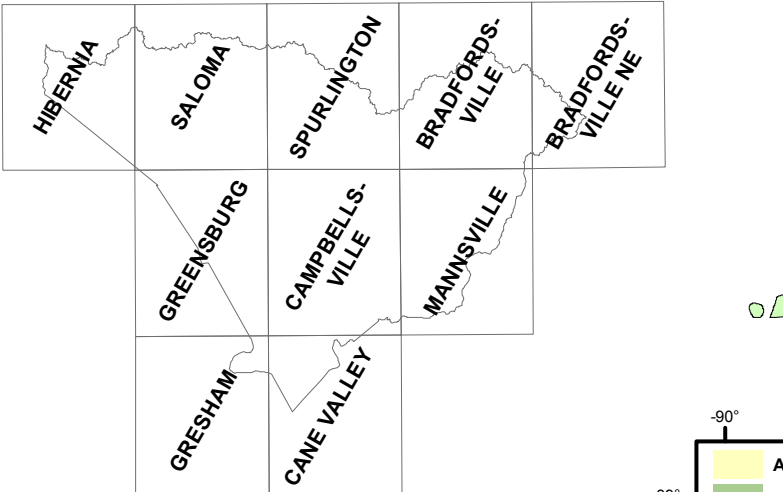 HIBERNIA
SALOMA
SPURLINGTON
BRADFORDS-
VILLE
BRADFORDS-
VILLE NE
GREENSBURG
CAMPBELLS-
VILLE
MANNSVILLE
GRESHAM
CANE VALLEY
-90°
A